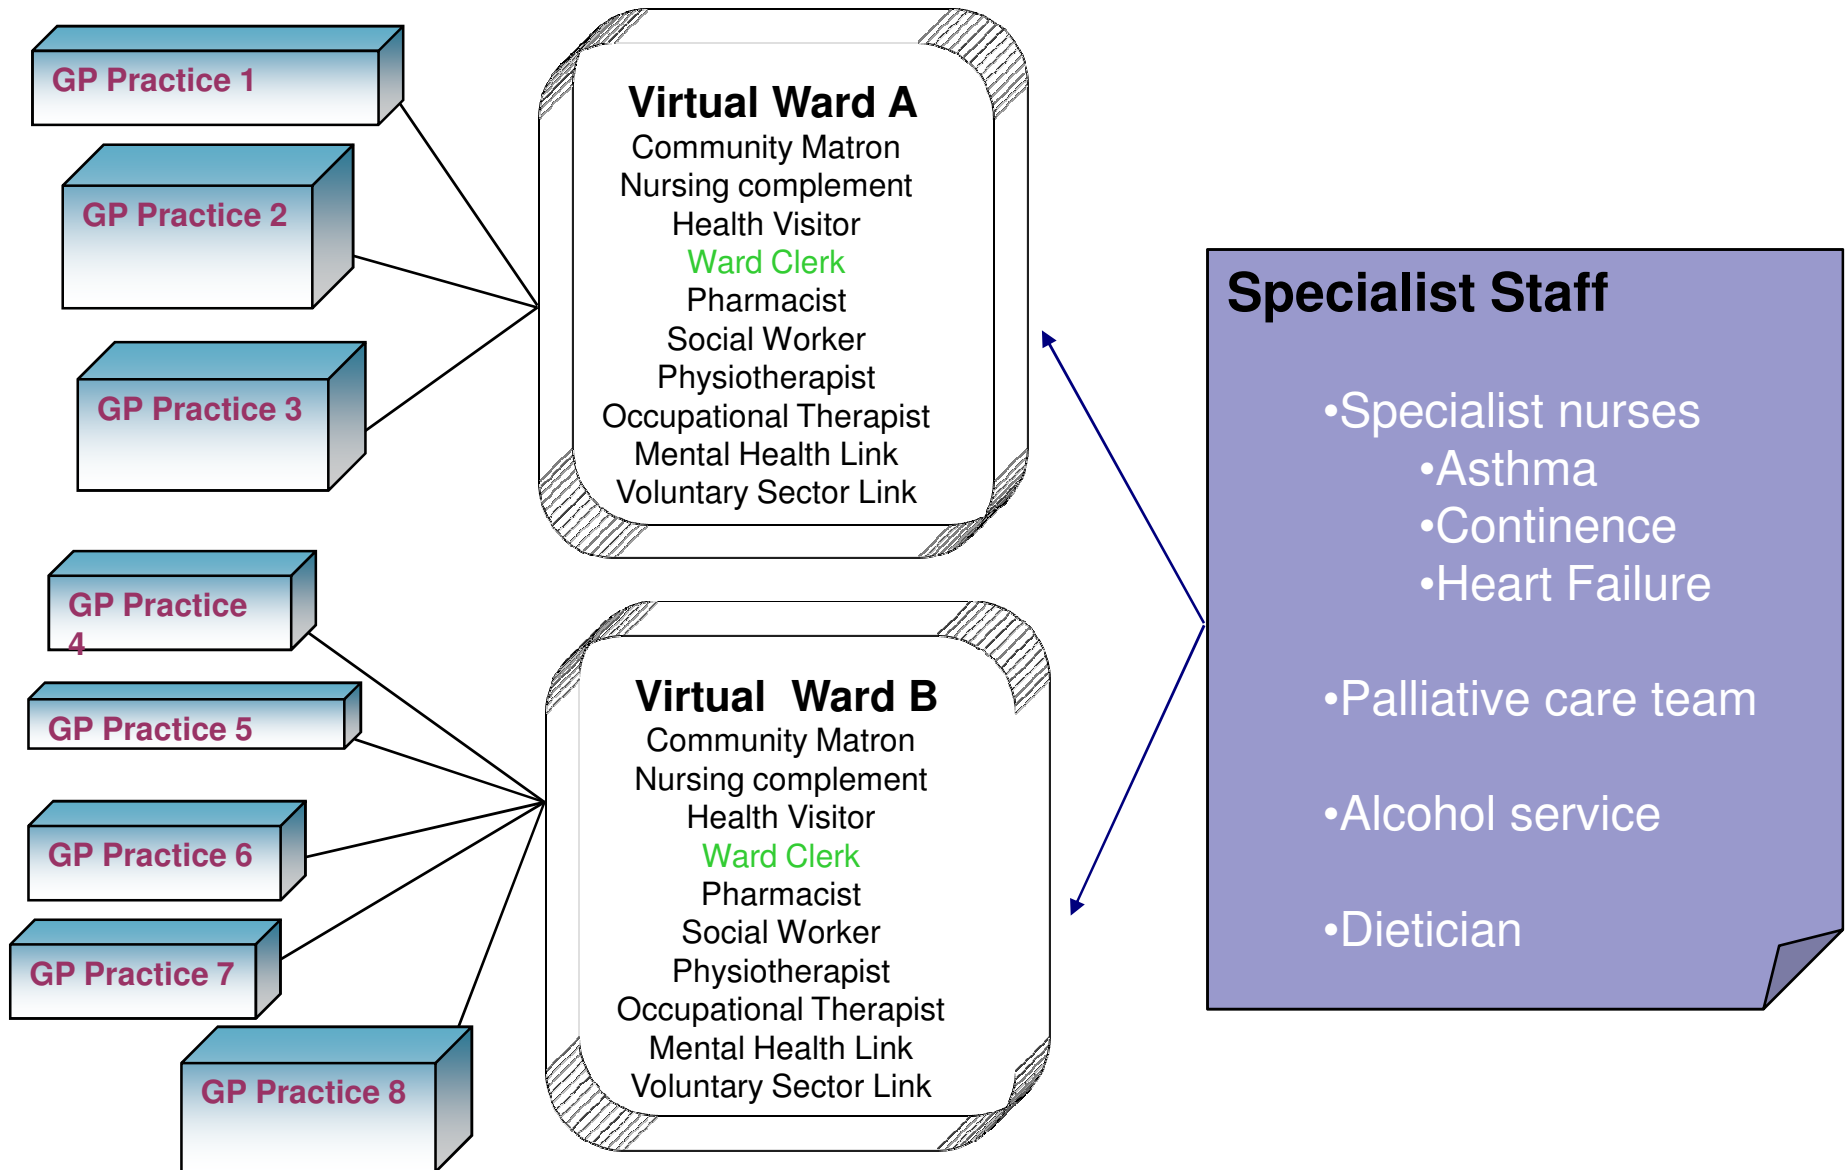 GP Practice 1
GP Practice 2
GP Practice 3
GP Practice
4
GP Practice 5
GP Practice 6
GP Practice 7
GP Practice 8
Virtual Ward A
Community Matron
Nursing complement
Health Visitor
Ward Clerk
Pharmacist
Social Worker
Physiotherapist
Occupational Therapist
Mental Health Link
Voluntary Sector Link
Virtual Ward B
Community Matron
Nursing complement
Health Visitor
Ward Clerk
Pharmacist
Social Worker
Physiotherapist
Occupational Therapist
Mental Health Link
Voluntary Sector Link
Specialist Staff
•Specialist nurses
•Asthma
•Continence
•Heart Failure
•Palliative care team
•Alcohol service
•Dietician